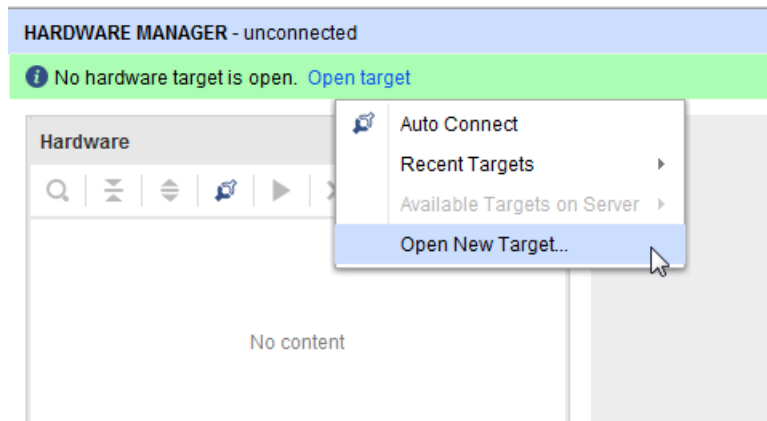 HARDWARE MANAGER - unconnected
No hardware target is open. Open target
Hardware
Auto Connect
Recent Targets
Available Targets on Server
Open New Target...
No content